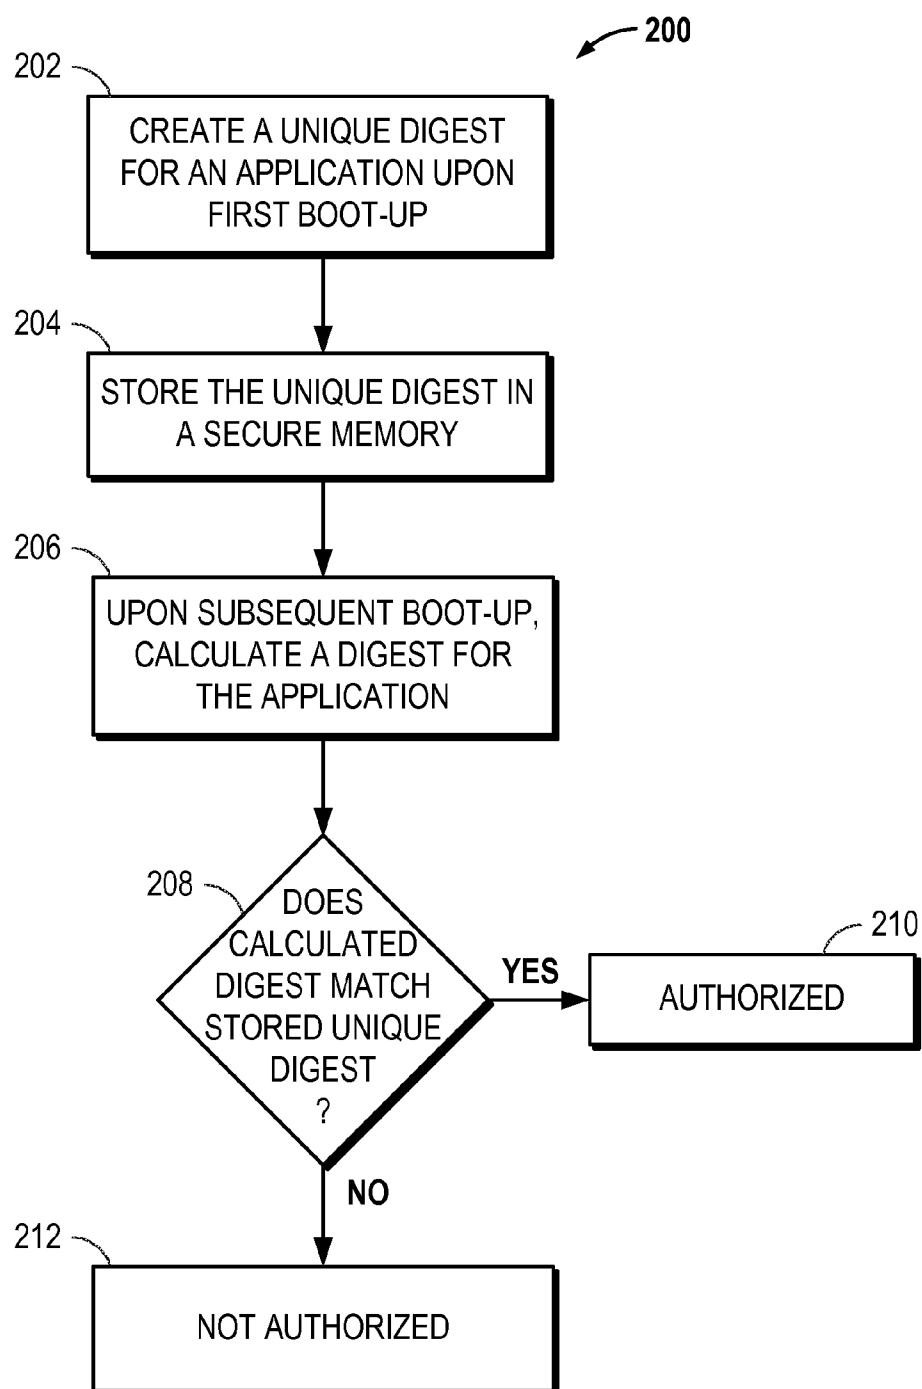 200
202
CREATE A UNIQUE DIGEST
FOR AN APPLICATION UPON
FIRST BOOT-UP
204
STORE THE UNIQUE DIGEST IN
A SECURE MEMORY
206
UPON SUBSEQUENT BOOT-UP,
CALCULATE A DIGEST FOR
THE APPLICATION
208
DOES
CALCULATED
DIGEST MATCH
STORED UNIQUE
DIGEST
?
YES
210
AUTHORIZED
NO
212
NOT AUTHORIZED